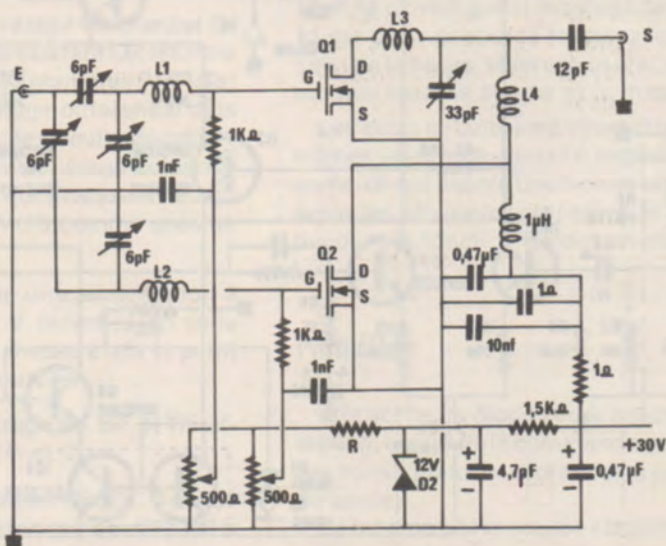 L3
Q1
S
E
6pF
L1
D
12pF
G
S
33pF
L4
6pF
6pF
1KΩ
1nF
1µH
6pF
Q2
L2
D
0,47µF
G
S
1Ω
1KΩ
10nf
1nF
1Ω
1,5KΩ
R
+30V
500Ω
500Ω
12V
D2
+
4,7µF
−
+
0,47µF
−